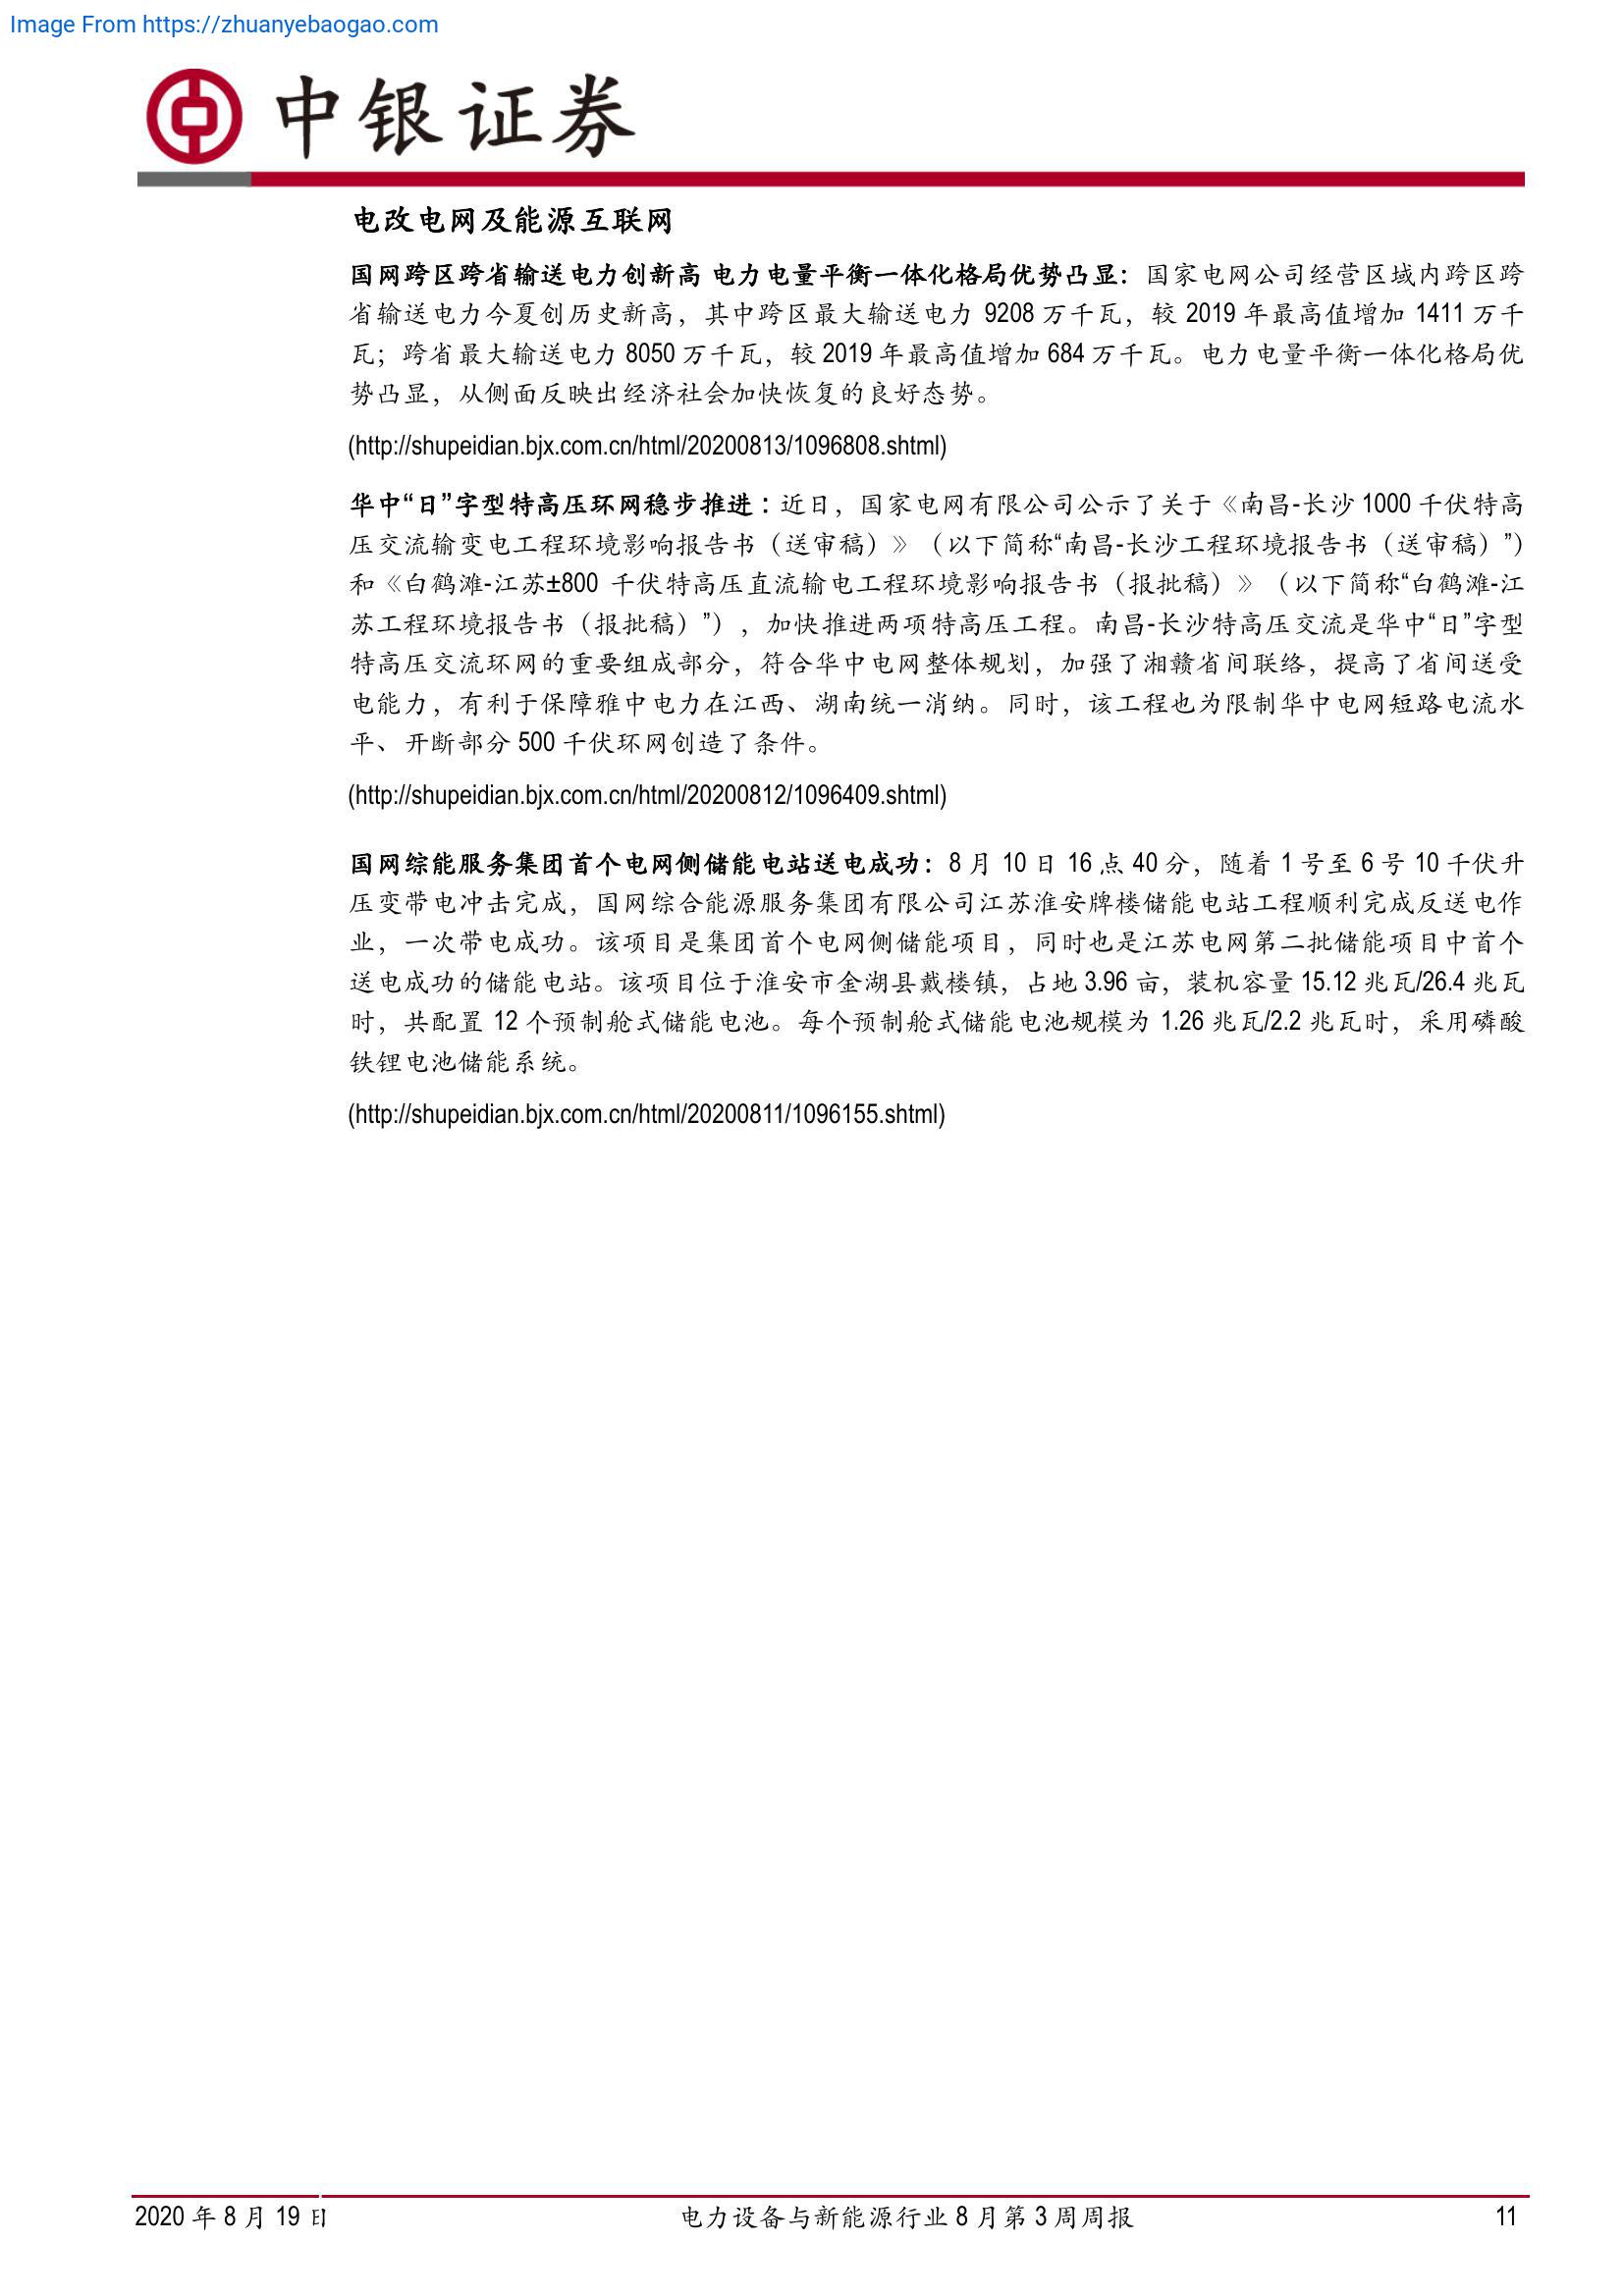 Image From https://zhuanyebaogao.com
中银证券
电改电网及能源互联网
国网跨区跨省输送电力创新高 电力电量平衡一体化格局优势凸显：国家电网公司经营区域内跨区跨
省输送电力今夏创历史新高，其中跨区最大输送电力 9208 万千瓦，较 2019 年最高值增加 1411 万千
瓦；跨省最大输送电力 8050 万千瓦，较 2019 年最高值增加 684 万千瓦。电力电量平衡一体化格局优
势凸显，从侧面反映出经济社会加快恢复的良好态势。
(http://shupeidian.bjx.com.cn/html/20200813/1096808.shtml)
华中“日”字型特高压环网稳步推进：近日，国家电网有限公司公示了关于《南昌-长沙 1000 千伏特高
压交流输变电工程环境影响报告书（送审稿）》（以下简称“南昌-长沙工程环境报告书（送审稿）”）
和《白鹤滩-江苏±800 千伏特高压直流输电工程环境影响报告书（报批稿）》（以下简称“白鹤滩-江
苏工程环境报告书（报批稿）”），加快推进两项特高压工程。南昌-长沙特高压交流是华中“日”字型
特高压交流环网的重要组成部分，符合华中电网整体规划，加强了湘赣省间联络，提高了省间送受
电能力，有利于保障雅中电力在江西、湖南统一消纳。同时，该工程也为限制华中电网短路电流水
平、开断部分 500 千伏环网创造了条件。
(http://shupeidian.bjx.com.cn/html/20200812/1096409.shtml)
国网综能服务集团首个电网侧储能电站送电成功：8 月 10 日 16 点 40 分，随着 1 号至 6 号 10 千伏升
压变带电冲击完成，国网综合能源服务集团有限公司江苏淮安牌楼储能电站工程顺利完成反送电作
业，一次带电成功。该项目是集团首个电网侧储能项目，同时也是江苏电网第二批储能项目中首个
送电成功的储能电站。该项目位于淮安市金湖县戴楼镇，占地 3.96 亩，装机容量 15.12 兆瓦/26.4 兆瓦
时，共配置 12 个预制舱式储能电池。每个预制舱式储能电池规模为 1.26 兆瓦/2.2 兆瓦时，采用磷酸
铁锂电池储能系统。
(http://shupeidian.bjx.com.cn/html/20200811/1096155.shtml)
2020 年 8 月 19 日 电力设备与新能源行业 8 月第 3 周周报 11